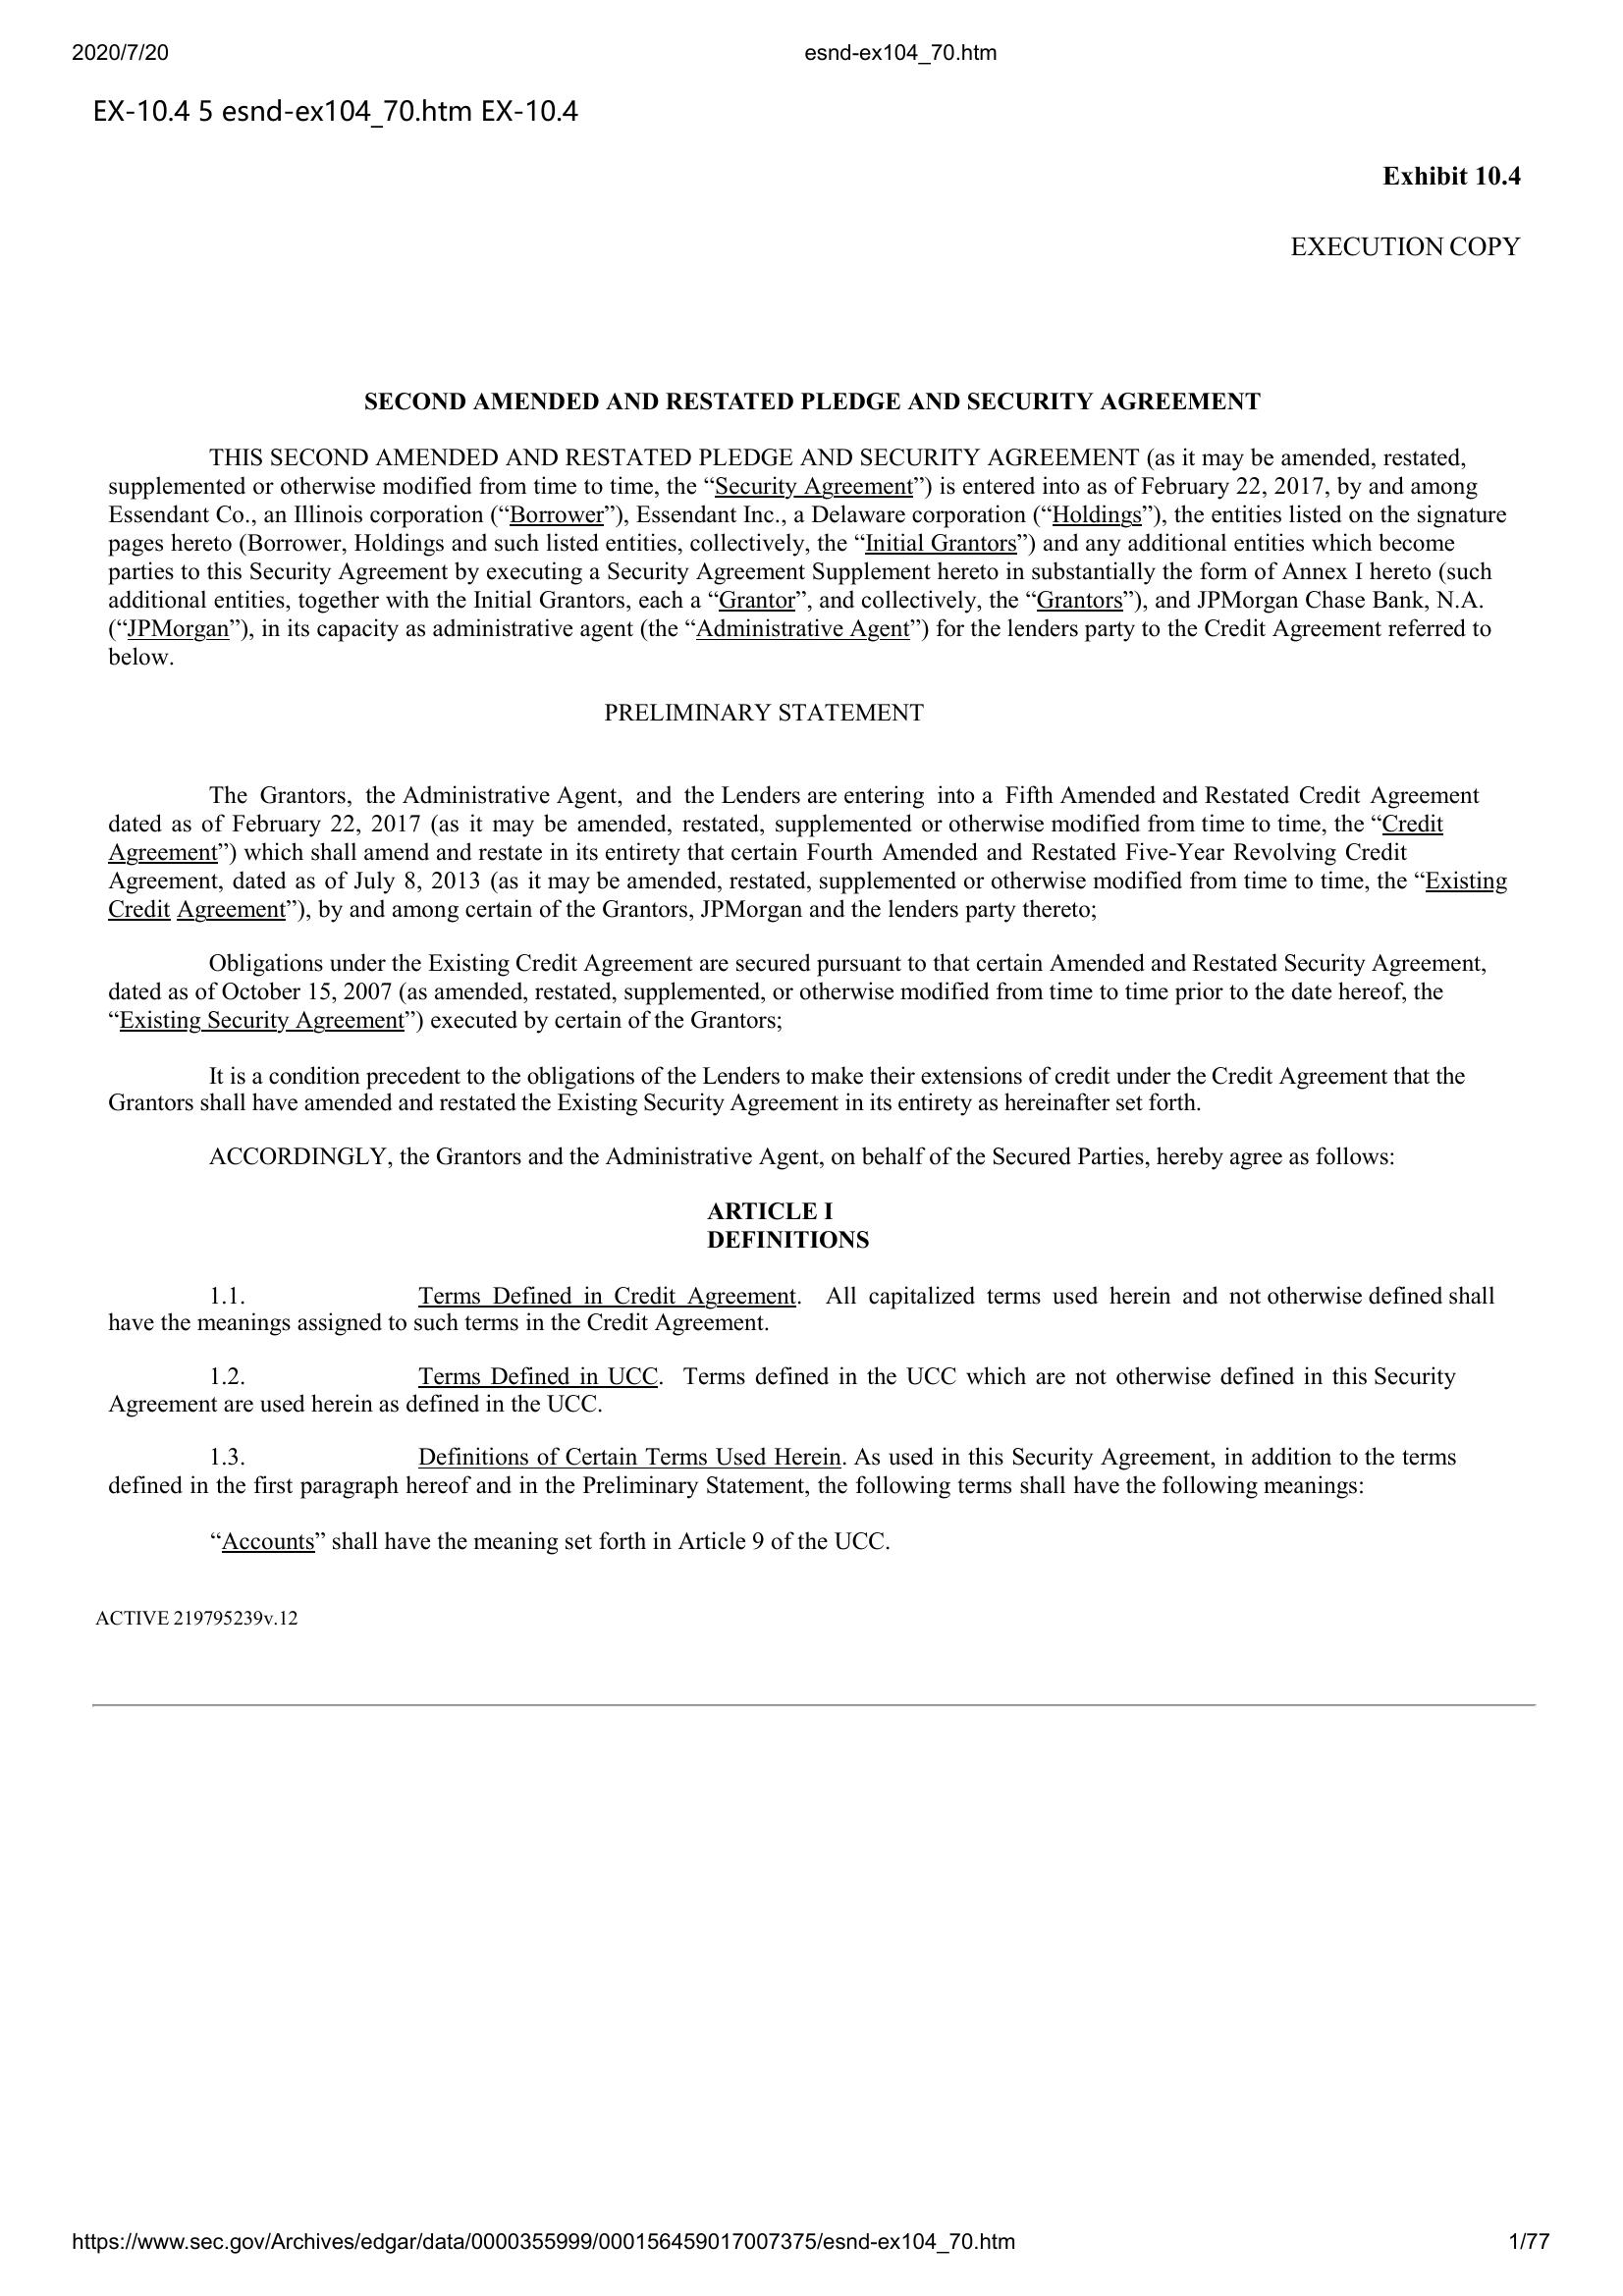 2020/7/20 esnd-ex104_70.htm
EX-10.4 5 esnd-ex104_70.htm EX-10.4
Exhibit 10.4
EXECUTION COPY
SECOND AMENDED AND RESTATED PLEDGE AND SECURITY AGREEMENT
THIS SECOND AMENDED AND RESTATED PLEDGE AND SECURITY AGREEMENT (as it may be amended, restated,
supplemented or otherwise modified from time to time, the “Security Agreement”) is entered into as of February 22, 2017, by and among
Essendant Co., an Illinois corporation (“Borrower”), Essendant Inc., a Delaware corporation (“Holdings”), the entities listed on the signature
pages hereto (Borrower, Holdings and such listed entities, collectively, the “Initial Grantors”) and any additional entities which become
parties to this Security Agreement by executing a Security Agreement Supplement hereto in substantially the form of Annex I hereto (such
additional entities, together with the Initial Grantors, each a “Grantor”, and collectively, the “Grantors”), and JPMorgan Chase Bank, N.A.
(“JPMorgan”), in its capacity as administrative agent (the “Administrative Agent”) for the lenders party to the Credit Agreement referred to
below.
PRELIMINARY STATEMENT
The Grantors, the Administrative Agent, and the Lenders are entering into a Fifth Amended and Restated Credit Agreement
dated as of February 22, 2017 (as it may be amended, restated, supplemented or otherwise modified from time to time, the “Credit
Agreement”) which shall amend and restate in its entirety that certain Fourth Amended and Restated Five-Year Revolving Credit
Agreement, dated as of July 8, 2013 (as it may be amended, restated, supplemented or otherwise modified from time to time, the “Existing
Credit Agreement”), by and among certain of the Grantors, JPMorgan and the lenders party thereto;
Obligations under the Existing Credit Agreement are secured pursuant to that certain Amended and Restated Security Agreement,
dated as of October 15, 2007 (as amended, restated, supplemented, or otherwise modified from time to time prior to the date hereof, the
“Existing Security Agreement”) executed by certain of the Grantors;
It is a condition precedent to the obligations of the Lenders to make their extensions of credit under the Credit Agreement that the
Grantors shall have amended and restated the Existing Security Agreement in its entirety as hereinafter set forth.
ACCORDINGLY, the Grantors and the Administrative Agent, on behalf of the Secured Parties, hereby agree as follows:
ARTICLE I
DEFINITIONS
1.1. Terms Defined in Credit Agreement. All capitalized terms used herein and not otherwise defined shall
have the meanings assigned to such terms in the Credit Agreement.
1.2. Terms Defined in UCC. Terms defined in the UCC which are not otherwise defined in this Security
Agreement are used herein as defined in the UCC.
1.3. Definitions of Certain Terms Used Herein. As used in this Security Agreement, in addition to the terms
defined in the first paragraph hereof and in the Preliminary Statement, the following terms shall have the following meanings:
“Accounts” shall have the meaning set forth in Article 9 of the UCC.
ACTIVE 219795239v.12
https://www.sec.gov/Archives/edgar/data/0000355999/000156459017007375/esnd-ex104_70.htm 1/77